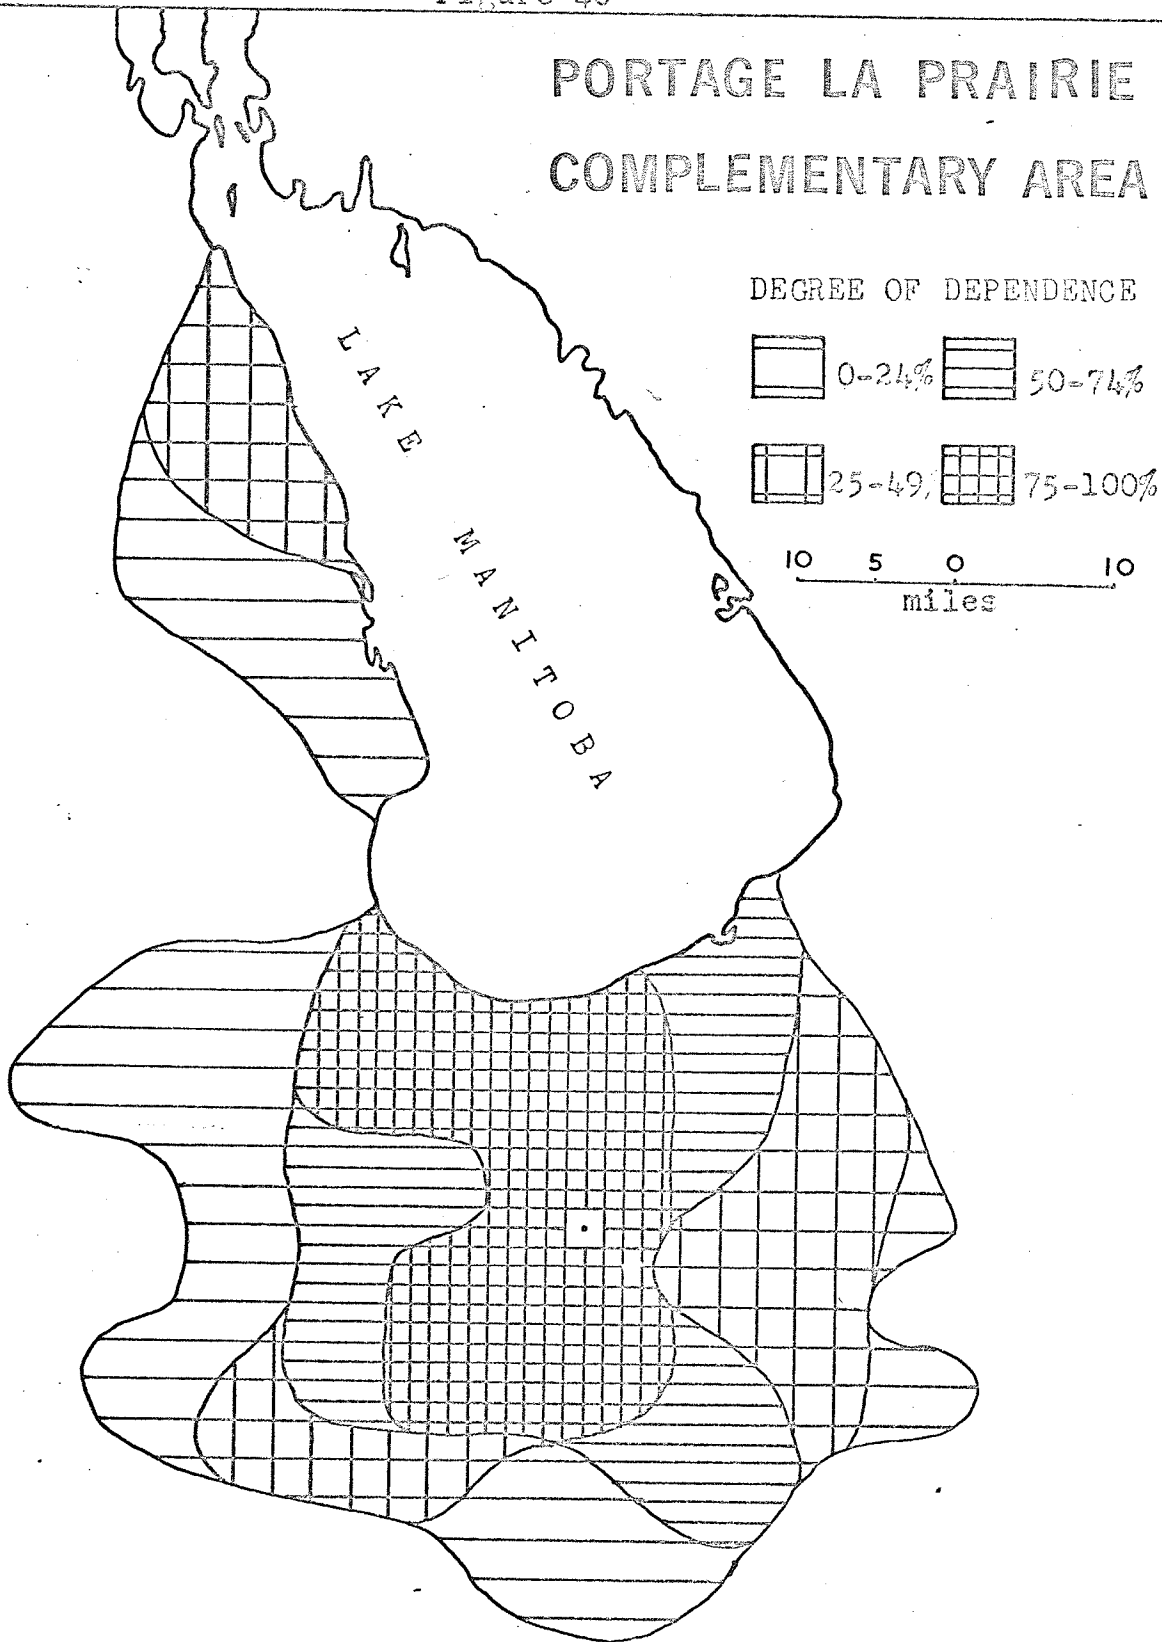 PORTAGE LA PRAIRIE
COMPLEMENTARY AREA
DEGREE OF DEPENDENCE
0-24% 50-74%
25-49% 75-100%
10 5 0 10
miles
LAKE MANITOBA